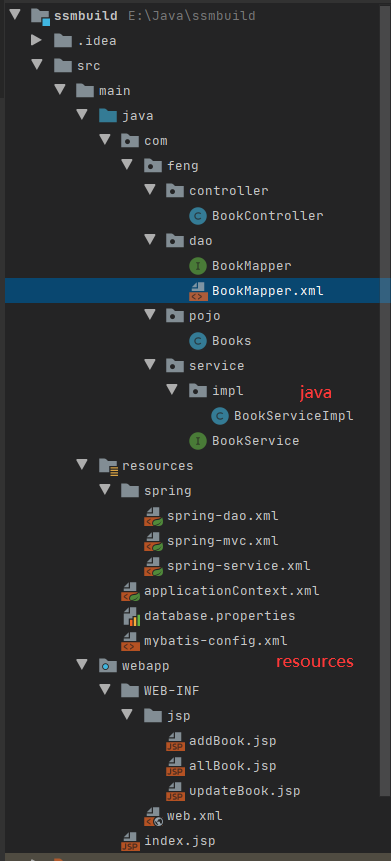 ssmbuild E:\Java\ssmbuild
.idea
src
main
java
com
feng
controller
BookController
dao
BookMapper
BookMapper.xml
pojo
Books
service
impl
java
BookServiceImpl
BookService
resources
spring
spring-dao.xml
spring-mvc.xml
spring-service.xml
applicationContext.xml
database.properties
mybatis-config.xml
resources
webapp
WEB-INF
jsp
addBook.jsp
allBook.jsp
updateBook.jsp
web.xml
index.jsp